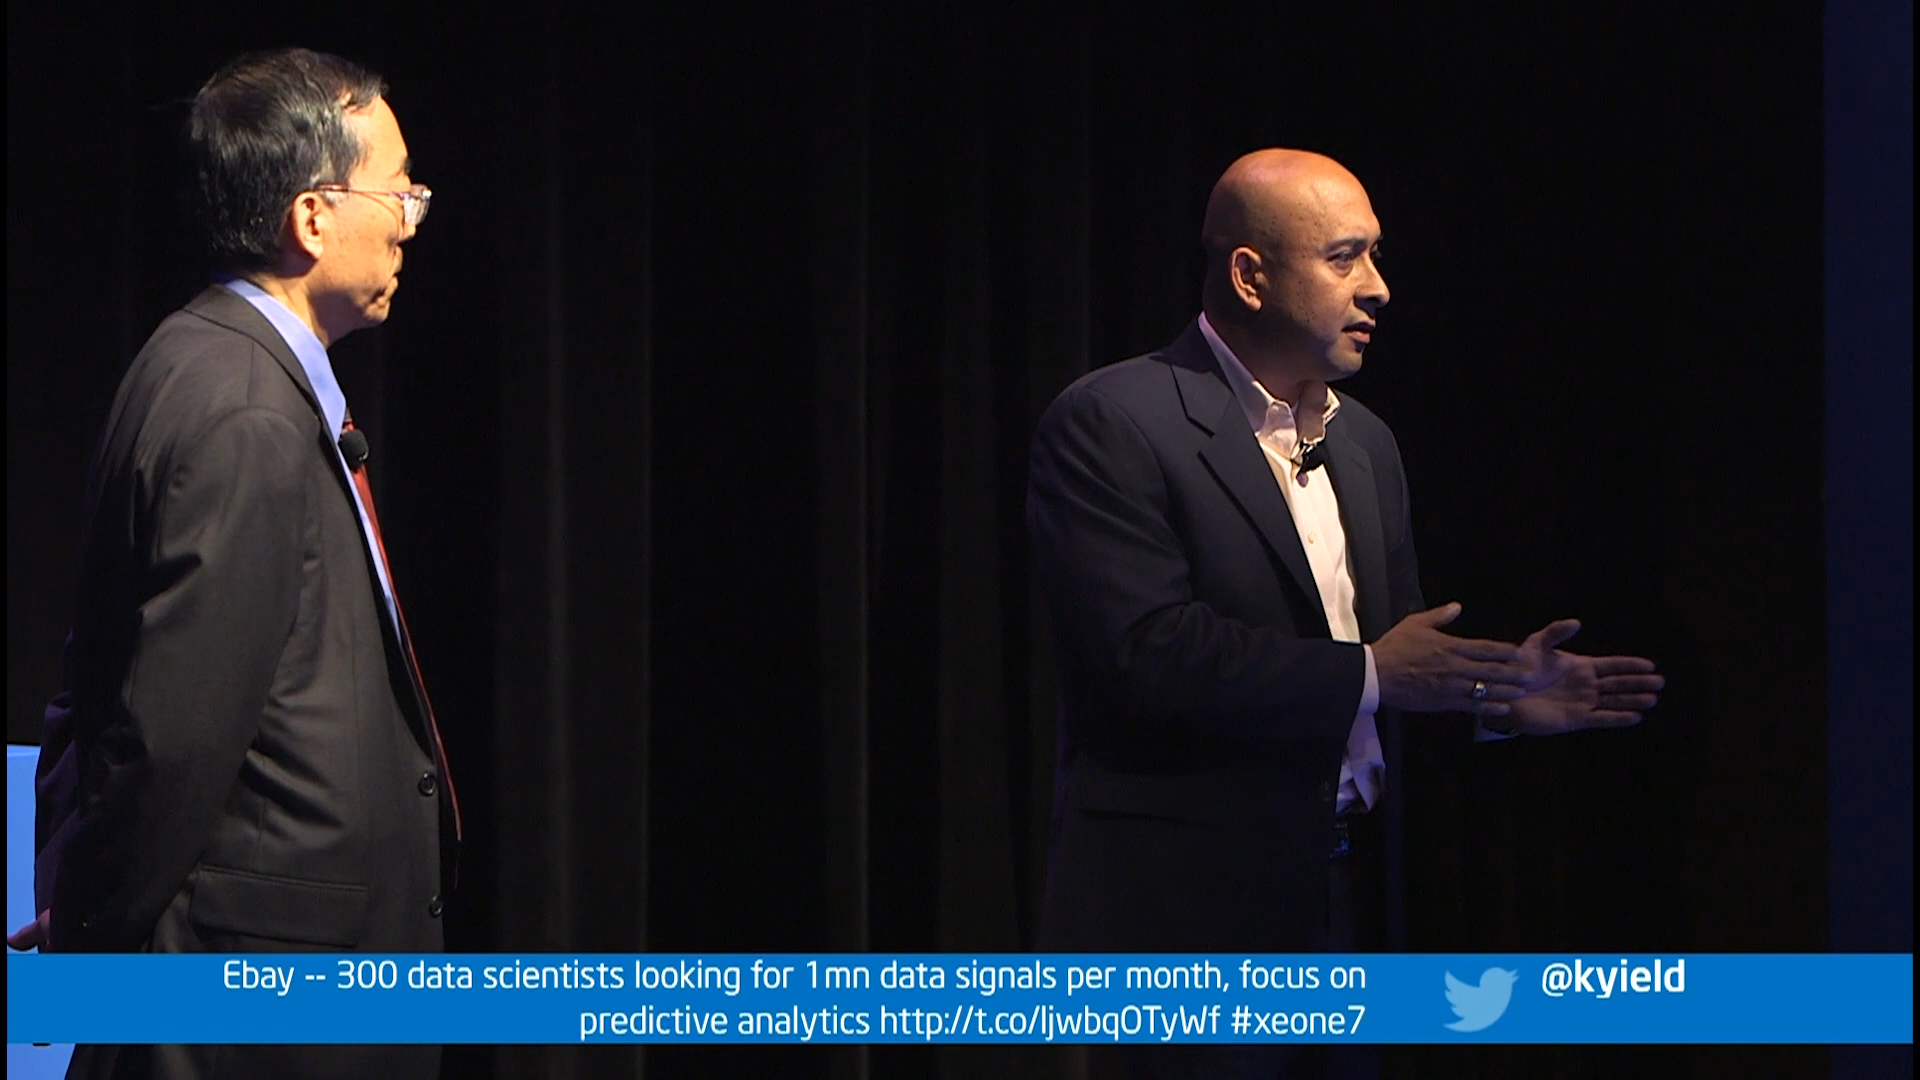 Ebay -- 300 data scientists looking for 1mn data signals per month, focus on
predictive analytics http://t.co/ljwbqOTyWf #xeone7
@kyield